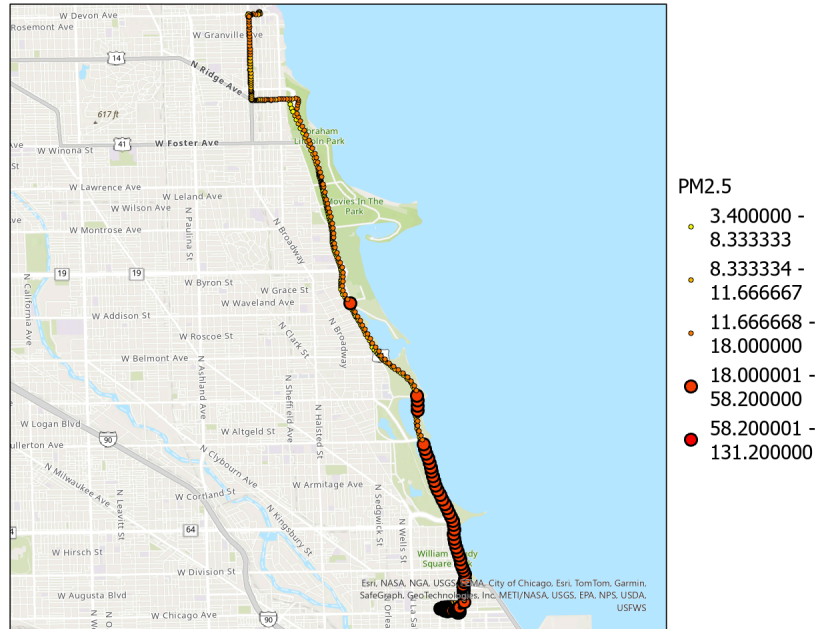 W Devon Ave
Rosemont Ave
W Granville Ave
14
N Ridge Ave
617 ft
41
W Foster Ave
Abraham
Lincoln Park
W Winona St
Ave
St
W Lawrence Ave
W Leland Ave
W Wilson Ave
Movies In The
Park
W Montrose Ave
N Paulina St
N Broadway
19
19
W Byron St
W Grace St
W Waveland Ave
N California Ave
W Addison St
W Roscoe St
N Clark St
N Broadway
W Belmont Ave
N Ashland Ave
N Sheffield Ave
N Halsted St
W Logan Blvd
90
W Altgeld St
ullerton Ave
N Clybourn Ave
N Milwaukee Ave
N Leavitt St
W Cortland St
W Armitage Ave
N Kingsbury St
N Sedgwick St
N Wells St
64
W Hirsch St
William
Square
W Division St
W Augusta Blvd
W Chicago Ave
90
N Orlean
N La Sa
Esri, NASA, NGA, USGS, FEMA, City of Chicago, Esri, TomTom, Garmin,
SafeGraph, GeoTechnologies, Inc, METI/NASA, USGS, EPA, NPS, USDA,
USFWS
PM2.5
3.400000 -
8.333333
8.333334 -
11.666667
11.666668 -
18.000000
18.000001 -
58.200000
58.200001 -
131.200000